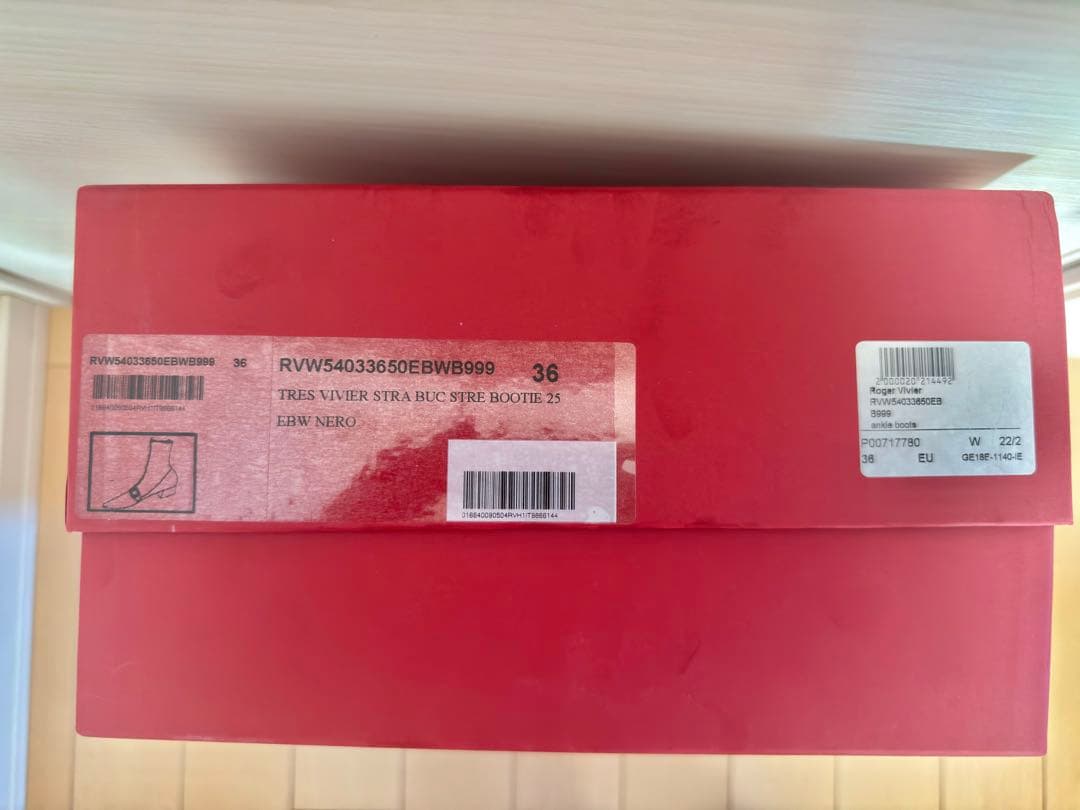 RVW54033650EBWB999 36
RVW54033650EBWB999 36
TRES VIVIER STRA BUC STRE BOOTIE 25
EBW NERO
016640090504RVH1IT8866144
2000020214492
Roger Vivier
RVW54033650EB
B999
ankle boots
P00717780 W 22/2
36 EU GE18E-1140-IE